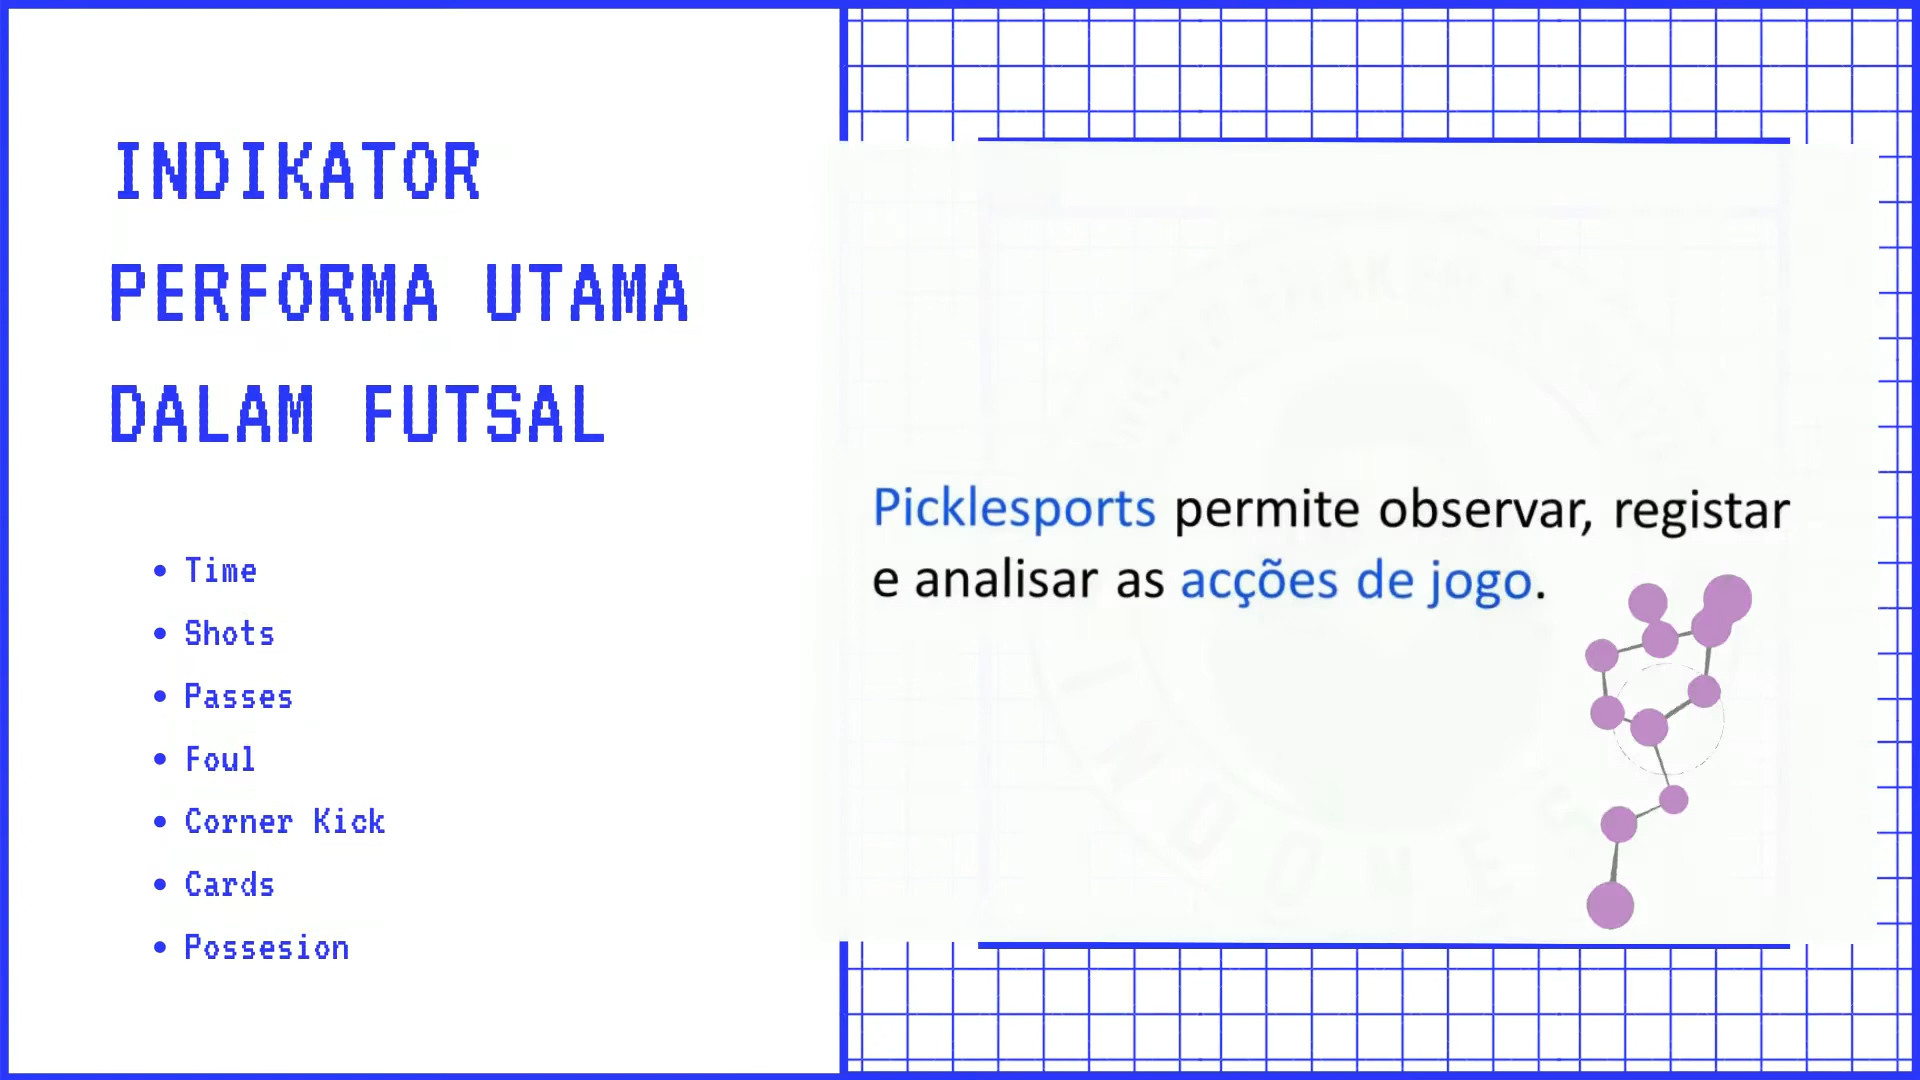 INDIKATOR
PERFORMA UTAMA
DALAM FUTSAL
• Time
• Shots
• Passes
• Foul
• Corner Kick
• Cards
• Possesion
Picklesports permite observar, registar
e analisar as acções de jogo.